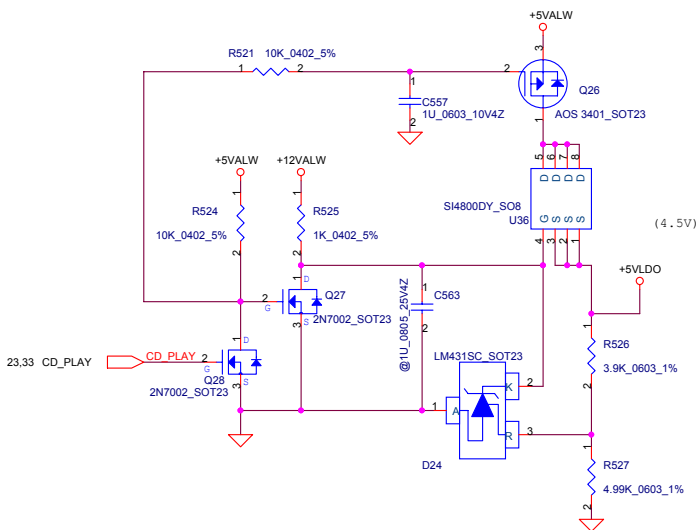 +5VALW
R521 10K_0402_5%
1 2
2
3
Q26
C557
1U_0603_10V4Z
1
2
AOS 3401_SOT23
1
+5VALW +12VALW
5 6 7 8
D D D D
SI4800DY_SO8
U36
G S S S
4 3 2 1
(4.5V)
1
R524
10K_0402_5%
2
1
R525
1K_0402_5%
2
+5VLDO
1 D
Q27
2 G
2N7002_SOT23
3 S
1
C563
@1U_0805_25V4Z
2
1
R526
3.9K_0603_1%
2
23,33 CD_PLAY
CD_PLAY
1 D
2 G
Q28
3 S
2N7002_SOT23
LM431SC_SOT23
K 2
1 A
R 3
D24
1
R527
4.99K_0603_1%
2